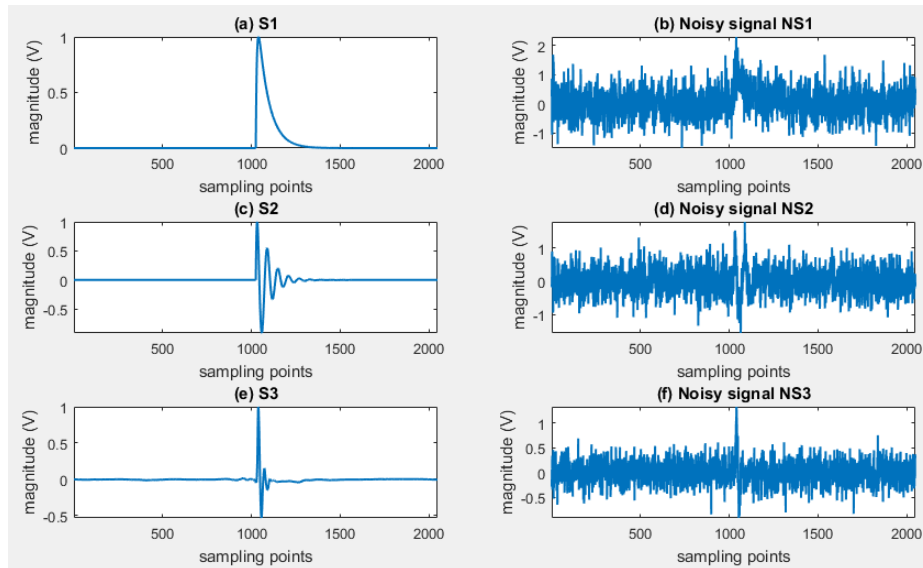 (a) S1
magnitude (V)
1
0.5
0
500
1000
1500
2000
sampling points
(b) Noisy signal NS1
magnitude (V)
2
1
0
-1
500
1000
1500
2000
sampling points
(c) S2
magnitude (V)
1
0.5
0
-0.5
500
1000
1500
2000
sampling points
(d) Noisy signal NS2
magnitude (V)
1
0
-1
500
1000
1500
2000
sampling points
(e) S3
magnitude (V)
1
0.5
0
-0.5
500
1000
1500
2000
sampling points
(f) Noisy signal NS3
magnitude (V)
1
0.5
0
-0.5
500
1000
1500
2000
sampling points